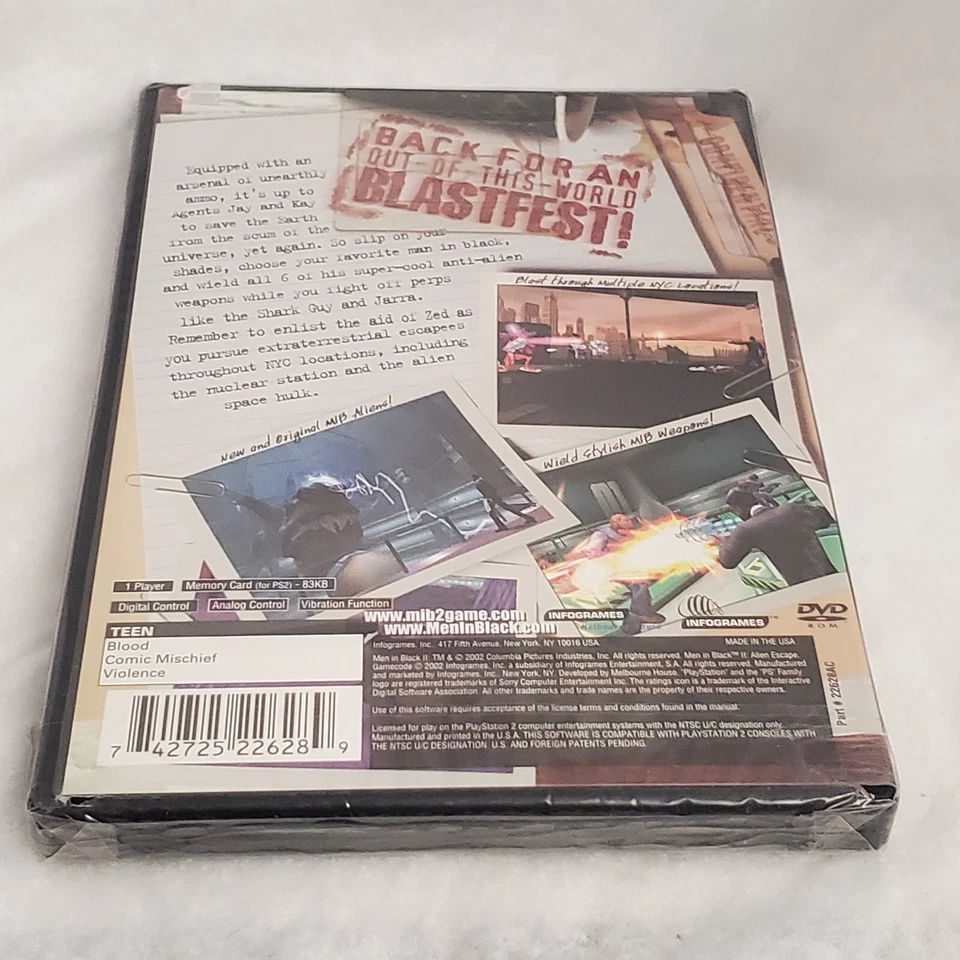 BACK FOR AN
OUT-OF-THIS-WORLD
BLASTFEST!
Equipped with an
arsenal of unearthly
ammo, it's up to
Agents Jay and Kay
to save the Earth
from the scum of the
universe, yet again. So slip on your
shades, choose your favorite man in black,
and wield all 6 of his super-cool anti-alien
weapons while you fight off perps
like the Shark Guy and Jarra.
Remember to enlist the aid of Zed as
you pursue extraterrestrial escapees
throughout NYC locations, including
the nuclear station and the alien
space hulk.
Blast through Multiple NYC Locations!
New and Original MIB Aliens!
Wield Stylish MIB Weapons!
1 Player
Memory Card (for PS2) - 83KB
Digital Control
Analog Control
Vibration Function
www.mib2game.com
www.MenInBlack.com
INFOGRAMES
Melbourne House
INFOGRAMES™
DVD
ROM
TEEN
Blood
Comic Mischief
Violence
7 42725 22628 9
Infogrames, Inc., 417 Fifth Avenue, New York, NY 10016 USA.
MADE IN THE USA
Men in Black II: TM & © 2002 Columbia Pictures Industries, Inc. All rights reserved. Men in Black™ II: Alien Escape,
Gamecode © 2002 Infogrames, Inc. a subsidiary of Infogrames Entertainment, S.A. All rights reserved. Manufactured
and marketed by Infogrames, Inc., New York, NY. Developed by Melbourne House. "PlayStation" and the "PS" Family
logo are registered trademarks of Sony Computer Entertainment Inc. The ratings icon is a trademark of the Interactive
Digital Software Association. All other trademarks and trade names are the property of their respective owners.
Use of this software requires acceptance of the license terms and conditions found in the manual.
Licensed for play on the PlayStation 2 computer entertainment systems with the NTSC U/C designation only.
Manufactured and printed in the U.S.A. THIS SOFTWARE IS COMPATIBLE WITH PLAYSTATION 2 CONSOLES WITH
THE NTSC U/C DESIGNATION. U.S. AND FOREIGN PATENTS PENDING.
Part # 22628AC